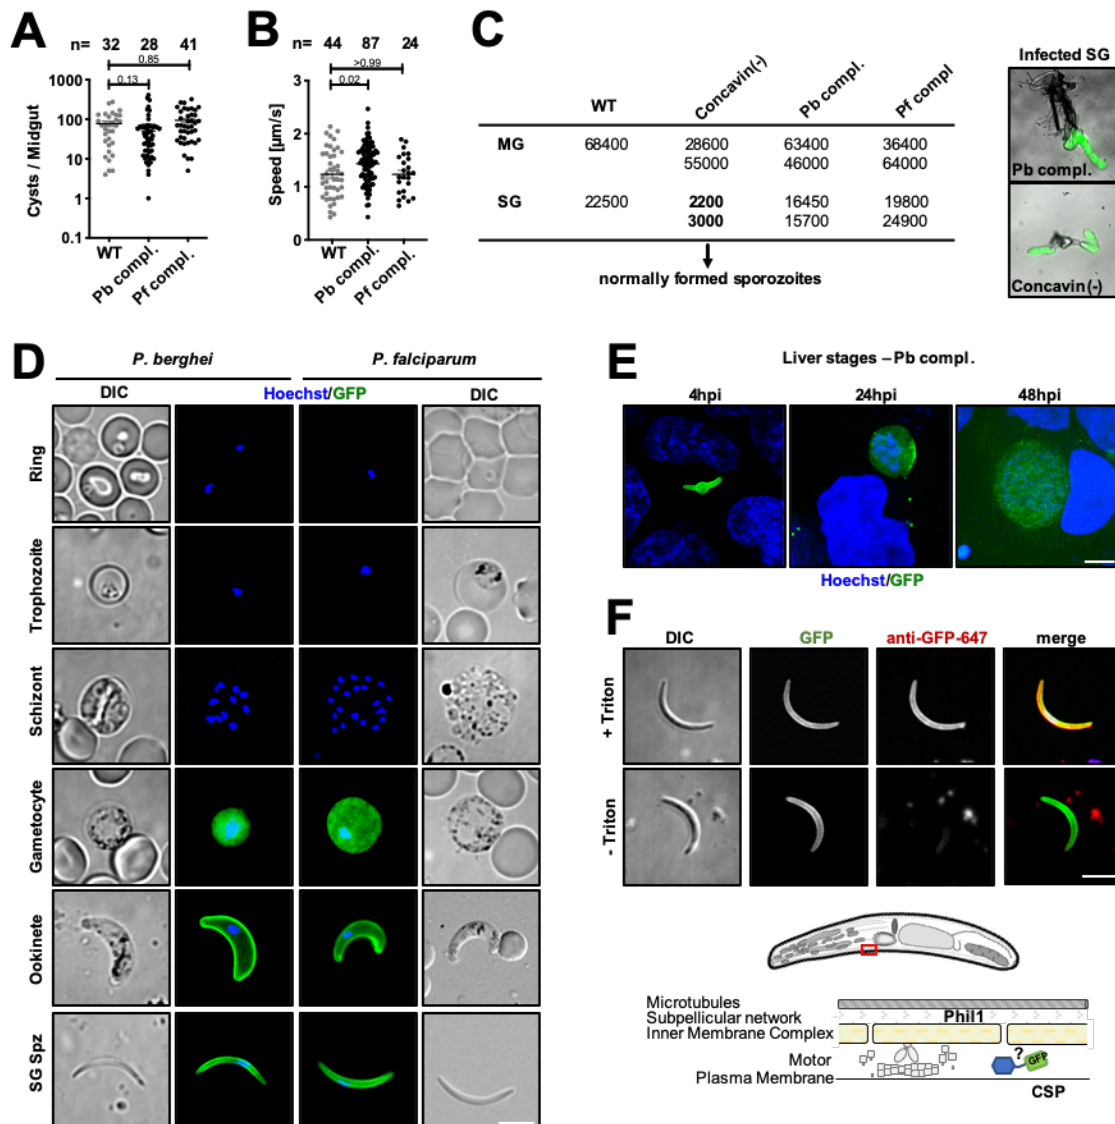 A
n= 32 28 41
0.85
0.13
Cysts / Midgut
1000
100
10
1
0.1
WT
Pb compl.
Pf compl.
B
n= 44 87 24
>0.99
0.02
Speed [µm/s]
3
2
1
0
WT
Pb compl.
Pf compl.
C
WT Concavin(-) Pb compl. Pf compl
MG 68400 28600 63400 36400
55000 46000 64000
SG 22500 2200 16450 19800
3000 15700 24900
normally formed sporozoites
Infected SG
Pb compl.
Concavin(-)
D
P. berghei P. falciparum
DIC Hoechst/GFP DIC
Ring
Trophozoite
Schizont
Gametocyte
Ookinete
SG Spz
E
Liver stages – Pb compl.
4hpi 24hpi 48hpi
Hoechst/GFP
F
DIC GFP anti-GFP-647 merge
+ Triton
- Triton
Microtubules
Subpellicular network Phil1
Inner Membrane Complex
Motor ? GFP
Plasma Membrane
CSP